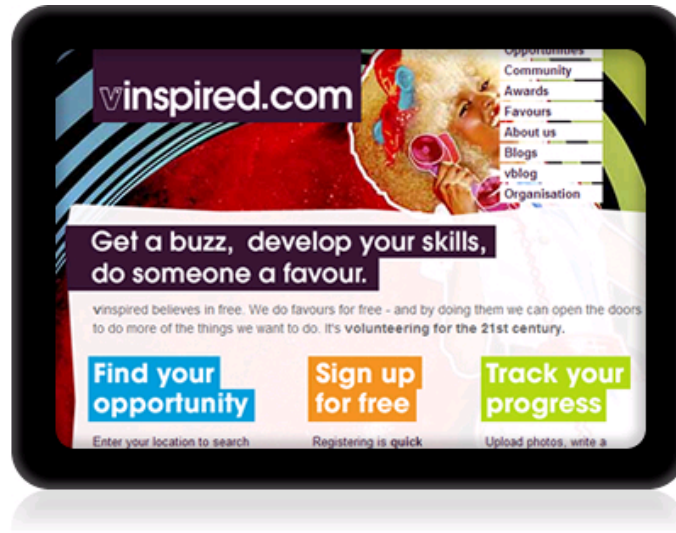 vinspired.com
Opportunities
Community
Awards
Favours
About us
Blogs
vblog
Organisation
Get a buzz, develop your skills,
do someone a favour.
vinspired believes in free. We do favours for free - and by doing them we can open the doors
to do more of the things we want to do. It's volunteering for the 21st century.
Find your
opportunity
Enter your location to search
Sign up
for free
Registering is quick
Track your
progress
Upload photos, write a